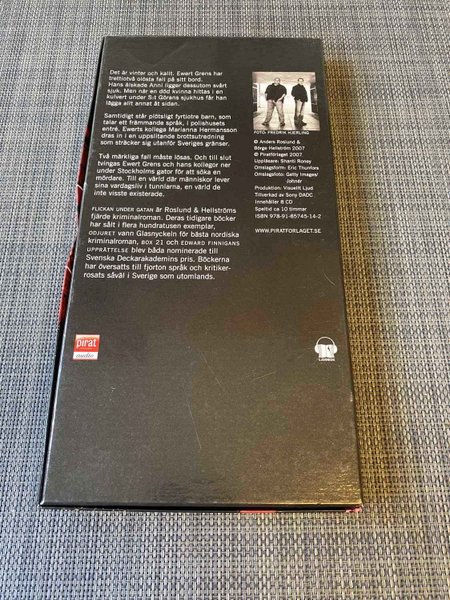 Det är vinter och kallt. Ewert Grens har
trettiotvå olösta fall på sitt bord.
Hans älskade Anni ligger dessutom svårt
sjuk. Men när en död kvinna hittas i en
kulvert under S:t Görans sjukhus får han
lägga allt annat åt sidan.
Samtidigt står plötsligt fyrtiotre barn, som
talar ett främmande språk, i polishusets
entré. Ewerts kollega Marianna Hermansson
dras in i en uppslitande brottsutredning
som sträcker sig utanför Sveriges gränser.
Två märkliga fall måste lösas. Och till slut
tvingas Ewert Grens och hans kollegor ner
under Stockholms gator för att söka en
mördare. Till en värld där människor lever
sina vardagsliv i tunnlarna, en värld de
inte visste existerade.
FLICKAN UNDER GATAN är Roslund & Hellströms
fjärde kriminalroman. Deras tidigare böcker
har sålt i flera hundratusen exemplar,
ODJURET vann Glasnyckeln för bästa nordiska
kriminalroman, BOX 21 och EDWARD FINNIGANS
UPPRÄTTELSE blev båda nominerade till
Svenska Deckarakademins pris. Böckerna
har översatts till fjorton språk och kritiker-
rosats såväl i Sverige som utomlands.
FOTO: FREDRIK HJERLING
© Anders Roslund &
Börge Hellström 2007
© Piratförlaget 2007
Uppläsare: Shanti Roney
Omslagsform: Eric Thunfors
Omslagsfoto: Getty Images/
Johnér
Produktion: Visuellt Ljud
Tillverkad av Sony DADC
Innehåller 8 CD
Speltid ca 10 timmar
ISBN 978-91-85745-14-2
WWW.PIRATFORLAGET.SE
pirat
audio
LJUDBOK